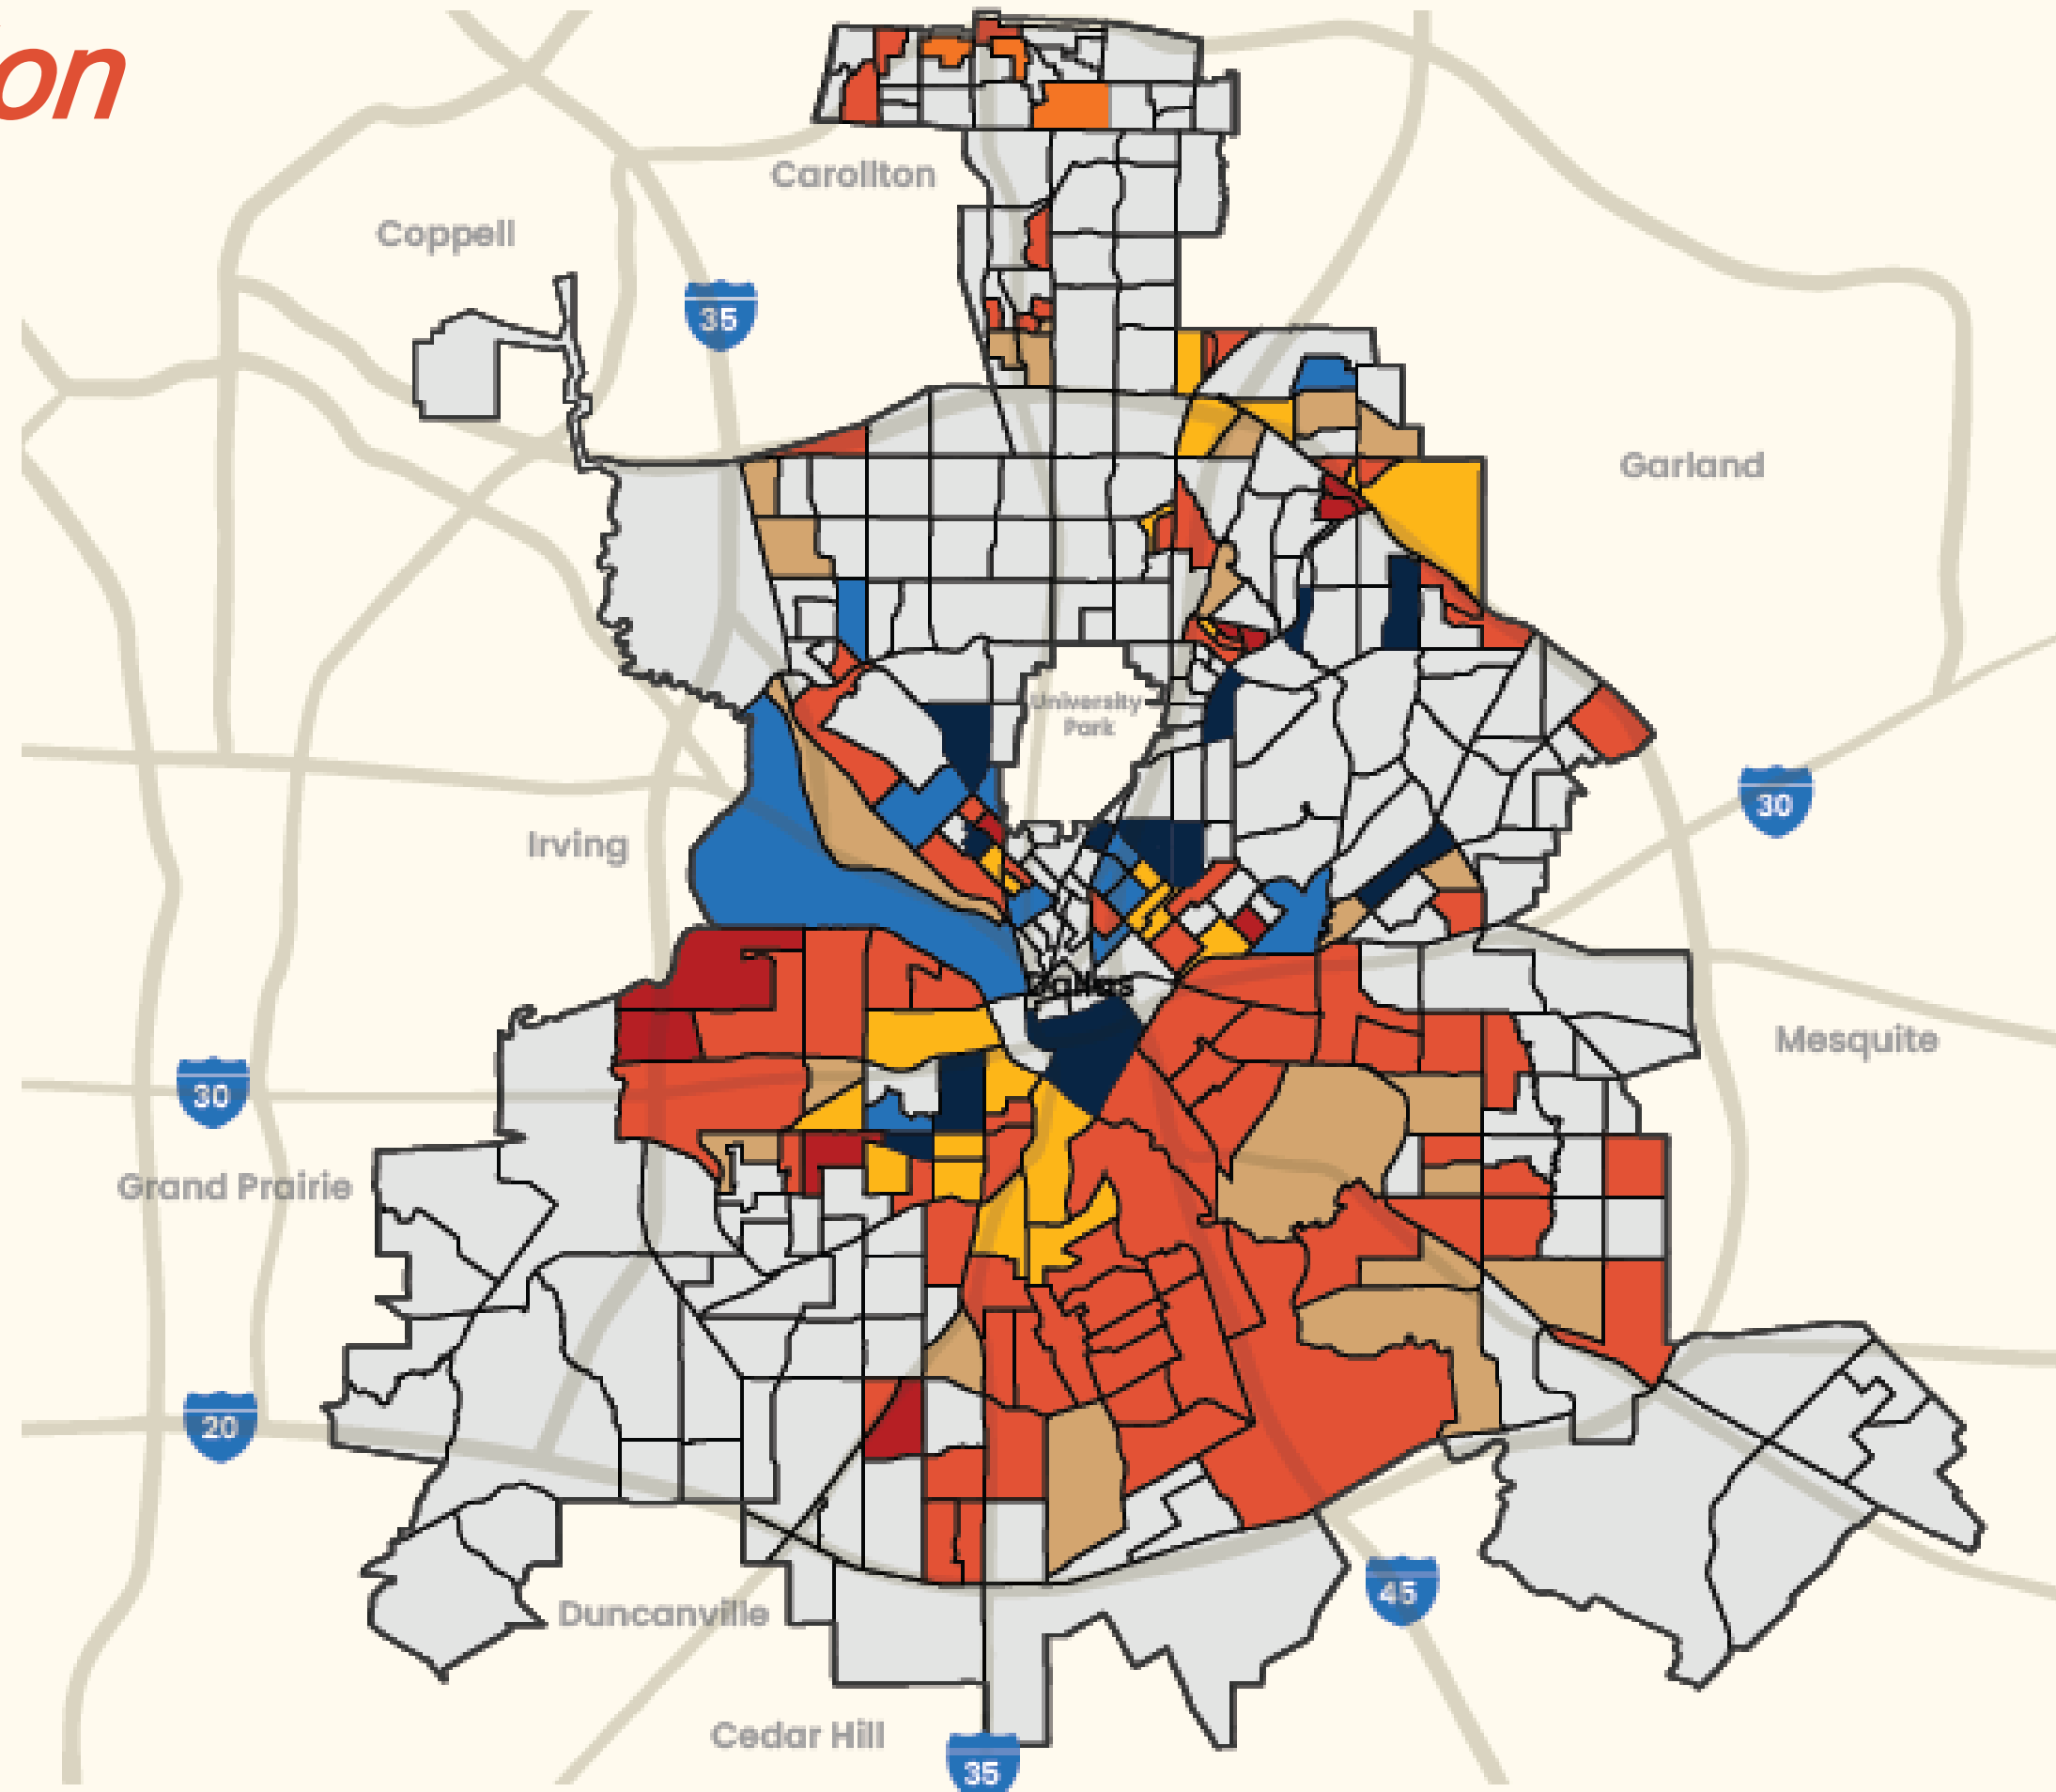 on
Carollton
Coppell
35
Garland
University
Park
30
Irving
Dallas
Mesquite
30
Grand Prairie
20
45
Duncanville
Cedar Hill
35